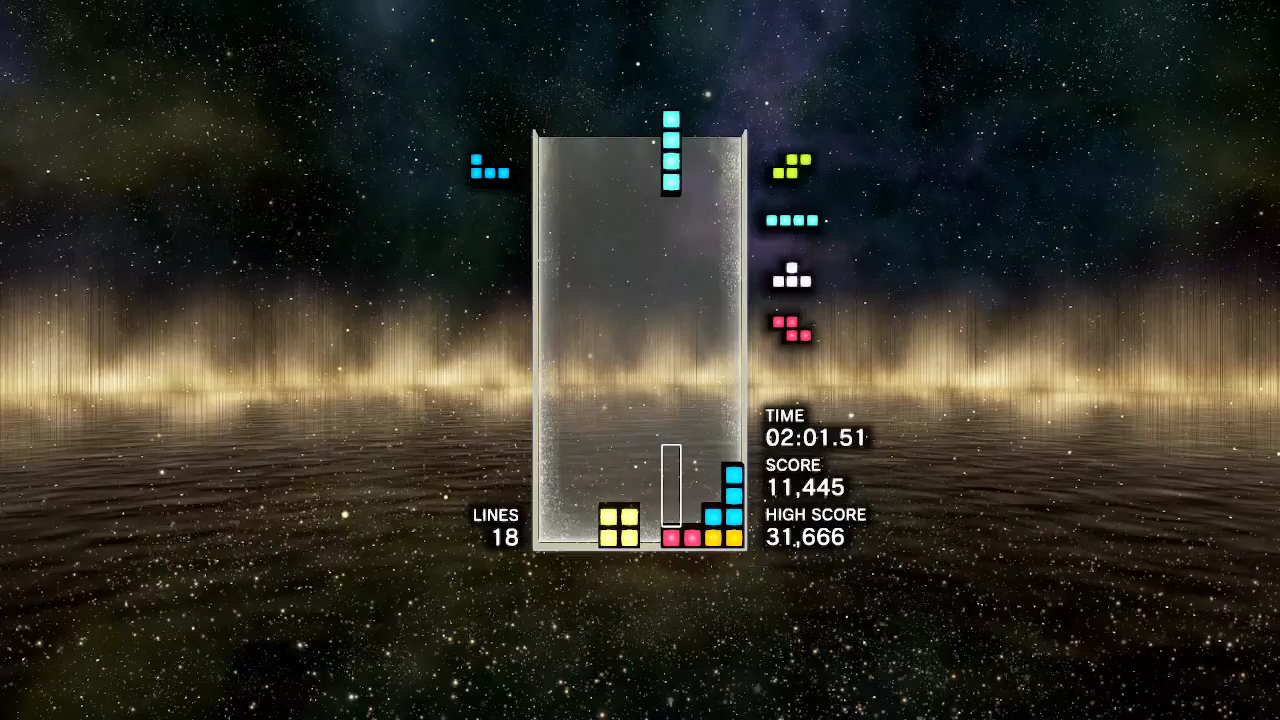 LINES
18
TIME
02:01.51
SCORE
11,445
HIGH SCORE
31,666